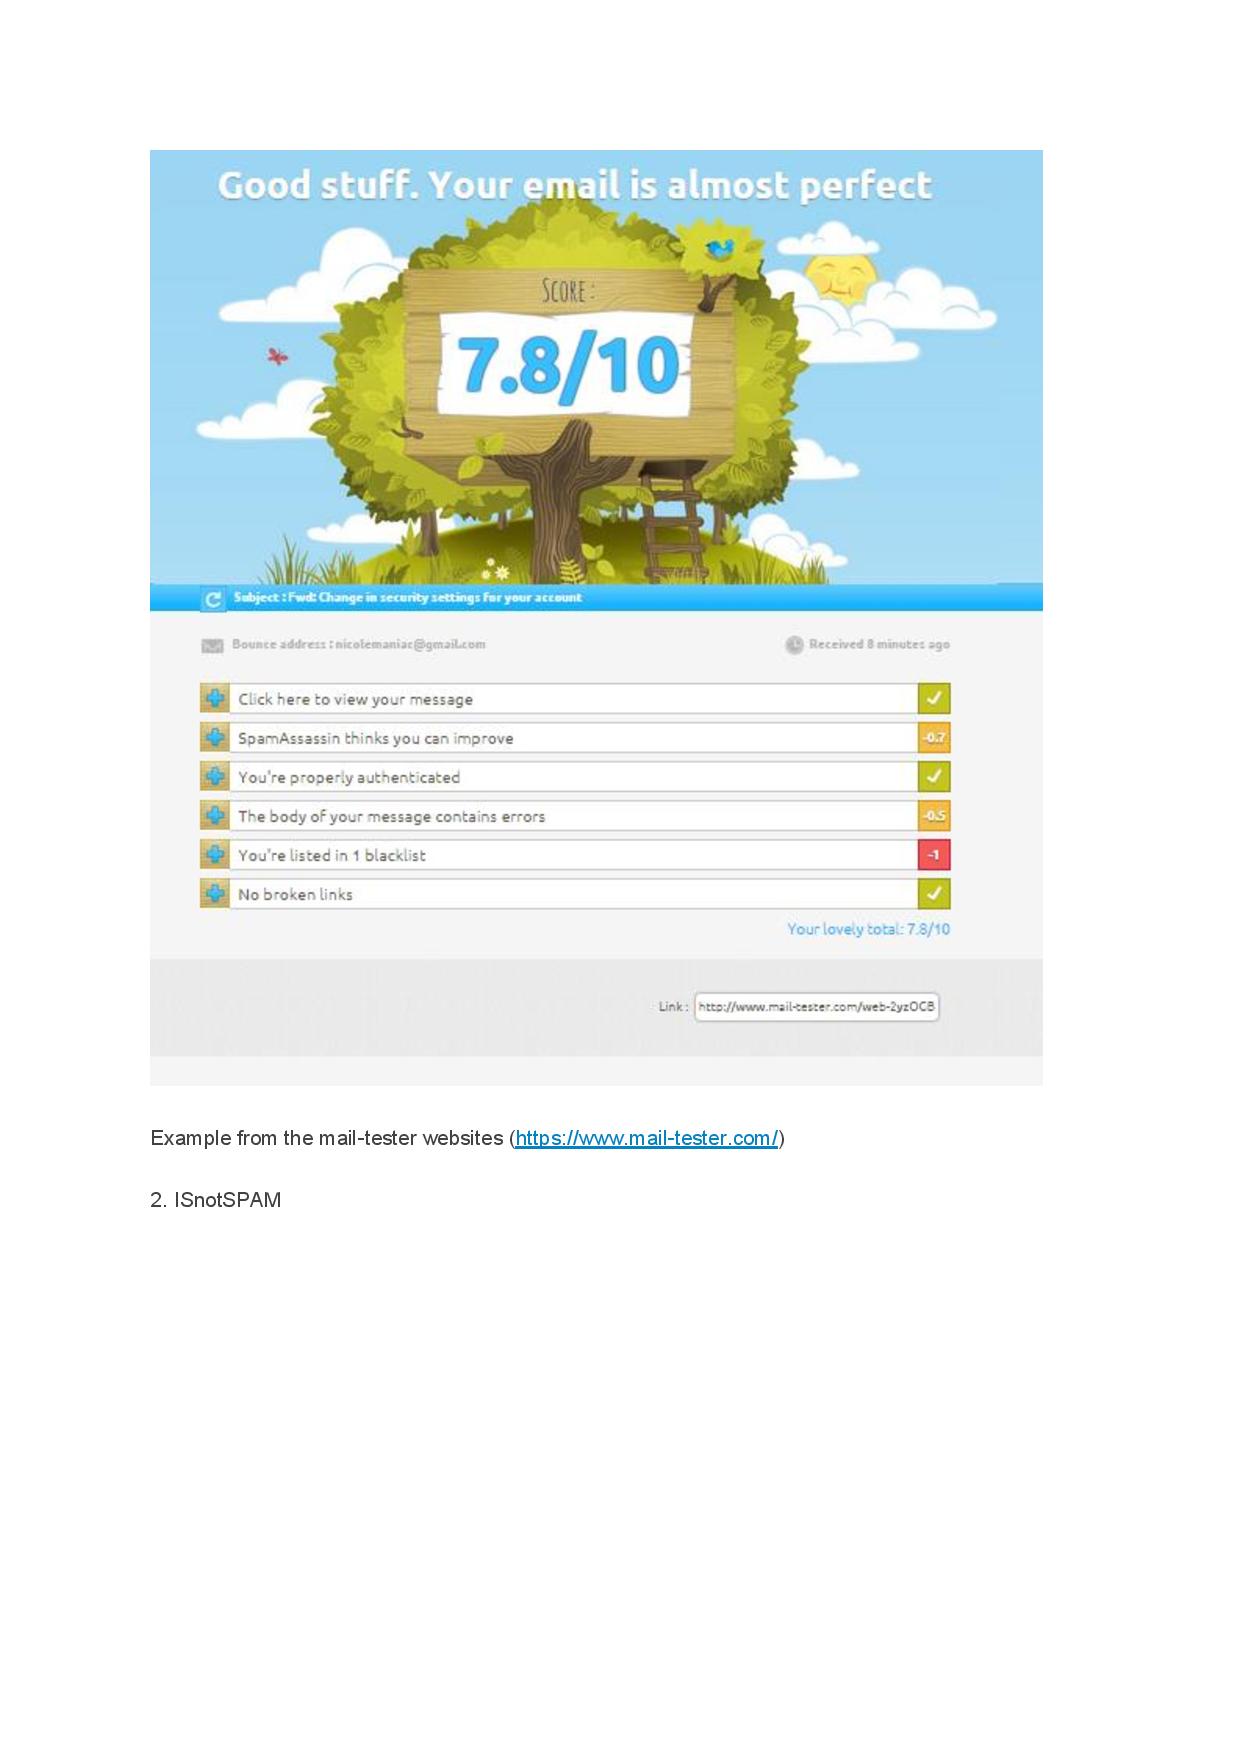 Good stuff. Your email is almost perfect
SCORE :
7.8/10
Subject : Fwd: Change in security settings for your account
Bounce address : nicolemaniac@gmail.com
Received 8 minutes ago
Click here to view your message
SpamAssassin thinks you can improve
-0.7
You're properly authenticated
The body of your message contains errors
-0.5
You're listed in 1 blacklist
-1
No broken links
Your lovely total: 7.8/10
Link : http://www.mail-tester.com/web-2yzOCB
Example from the mail-tester websites (https://www.mail-tester.com/)
2. ISnotSPAM